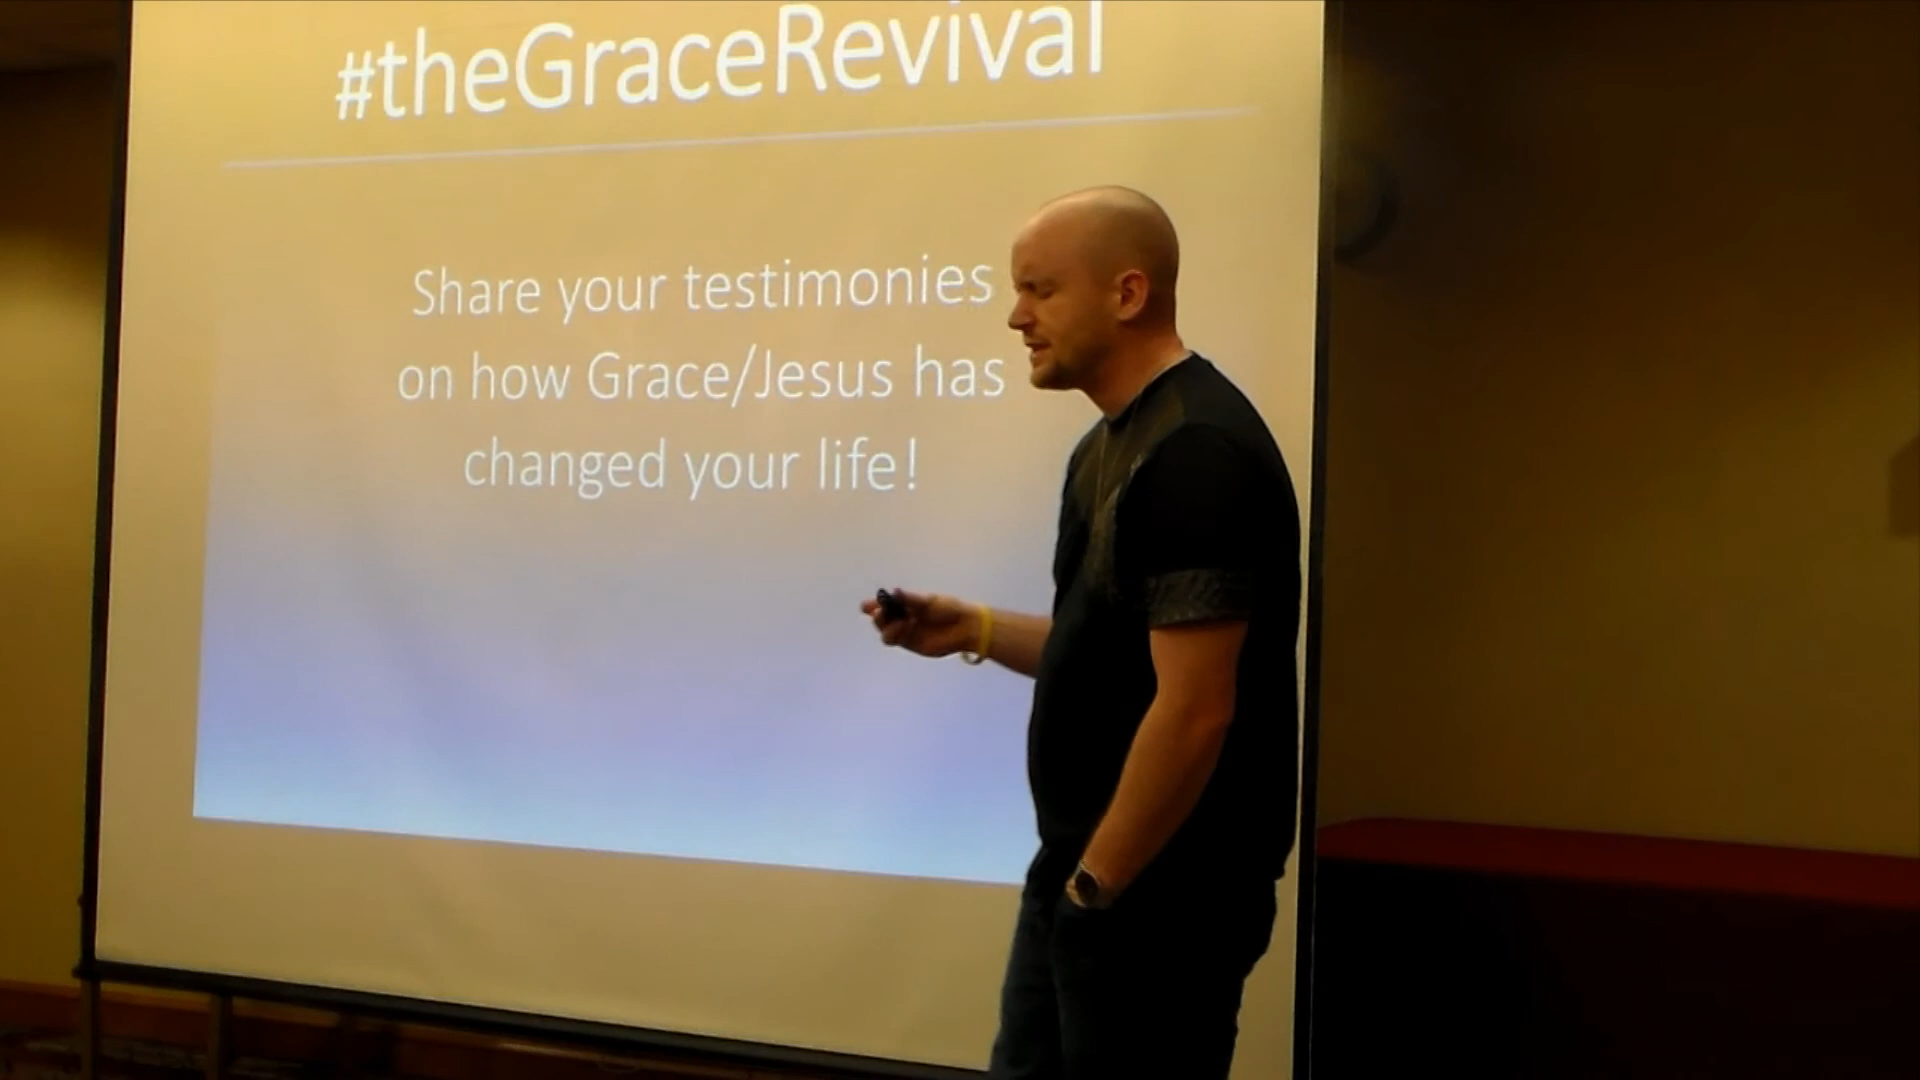 #theGraceRevival
Share your testimonies
on how Grace/Jesus has
changed your life!